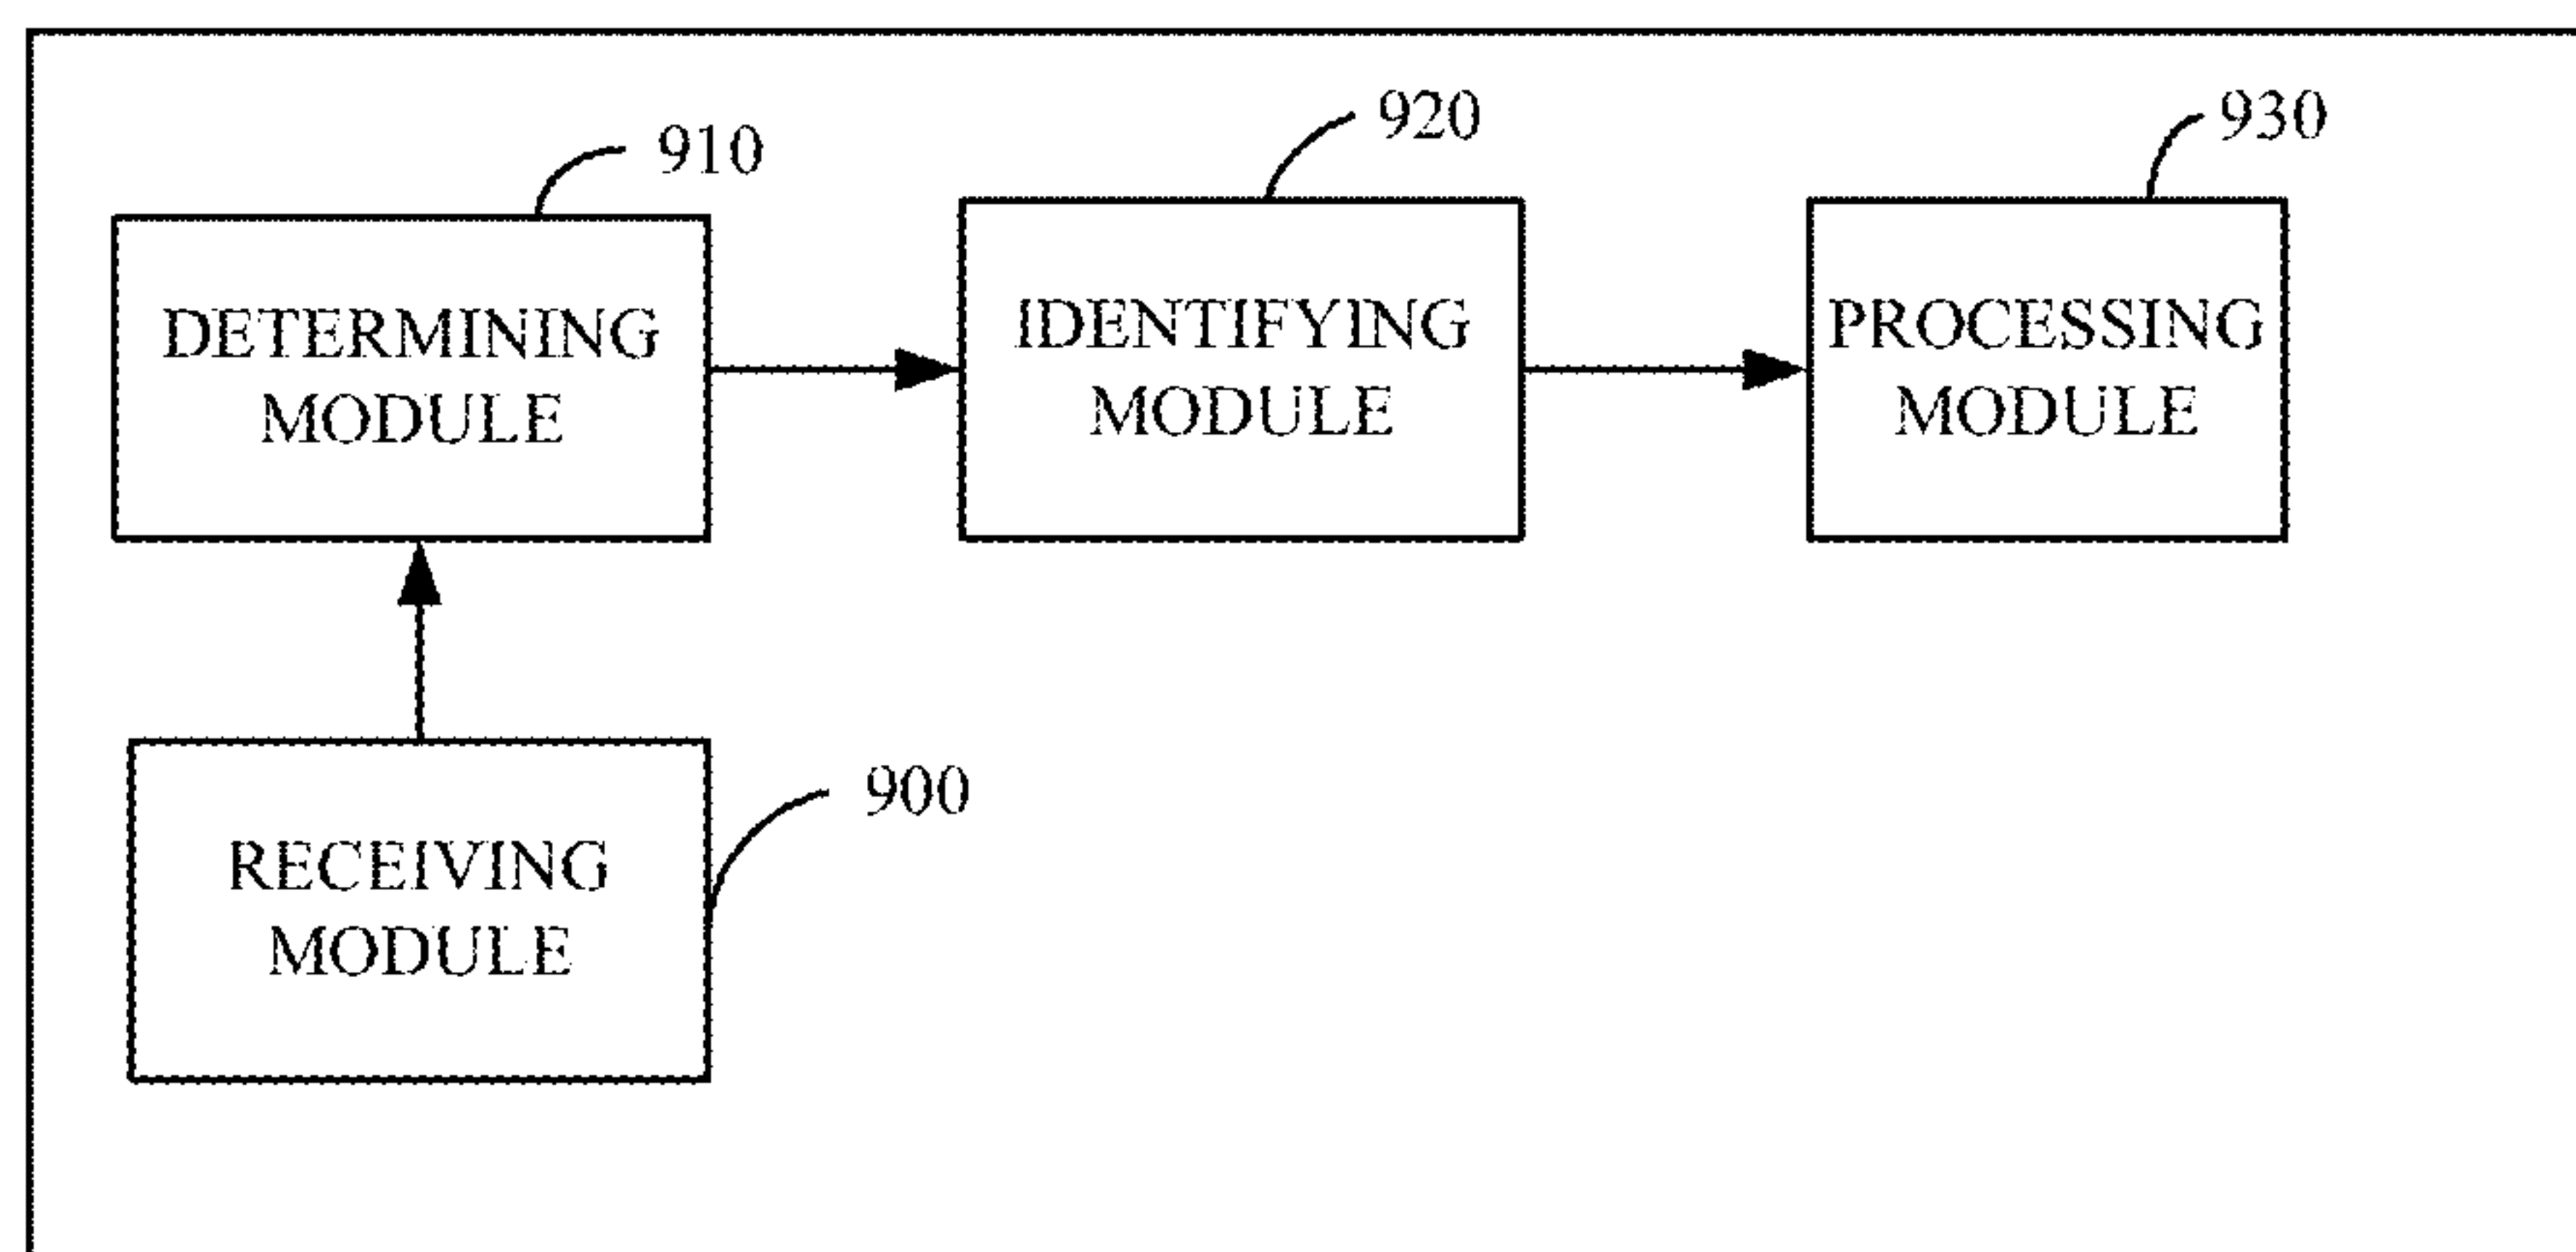 910
920
930
DETERMINING
MODULE
IDENTIFYING
MODULE
PROCESSING
MODULE
900
RECEIVING
MODULE